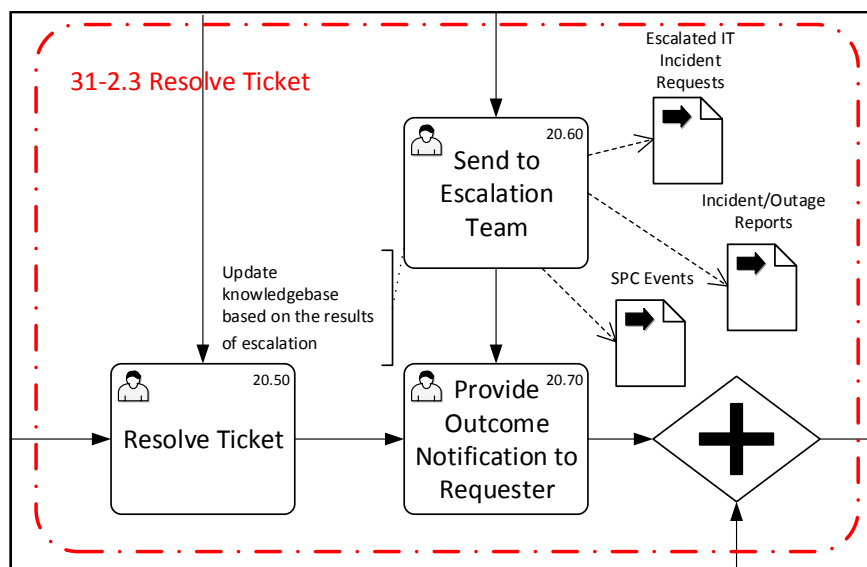 31-2.3 Resolve Ticket
Escalated IT
Incident
Requests
20.60
Send to
Escalation
Team
Incident/Outage
Reports
SPC Events
Update
knowledgebase
based on the results
of escalation
20.50
Resolve Ticket
20.70
Provide
Outcome
Notification to
Requester